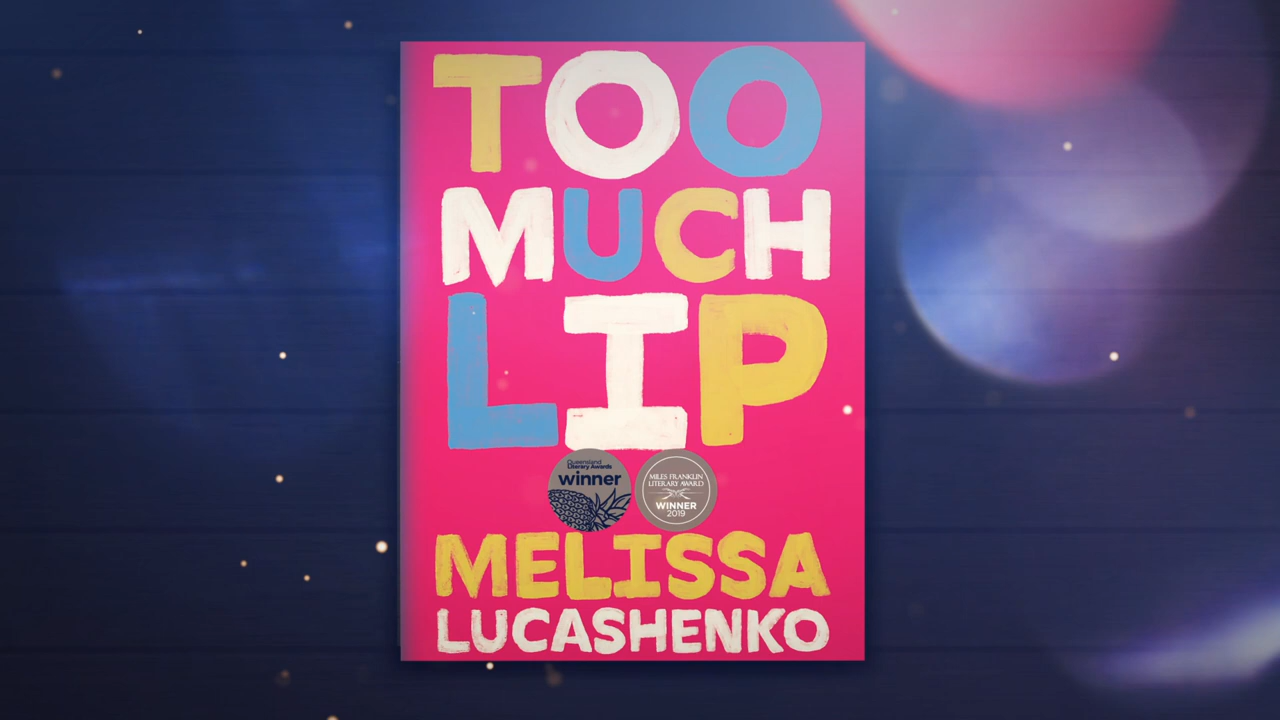 TOO
MUCH
LIP
Queensland
Literary Awards
winner
MILES FRANKLIN
LITERARY AWARD
WINNER
2019
MELISSA
LUCASHENKO